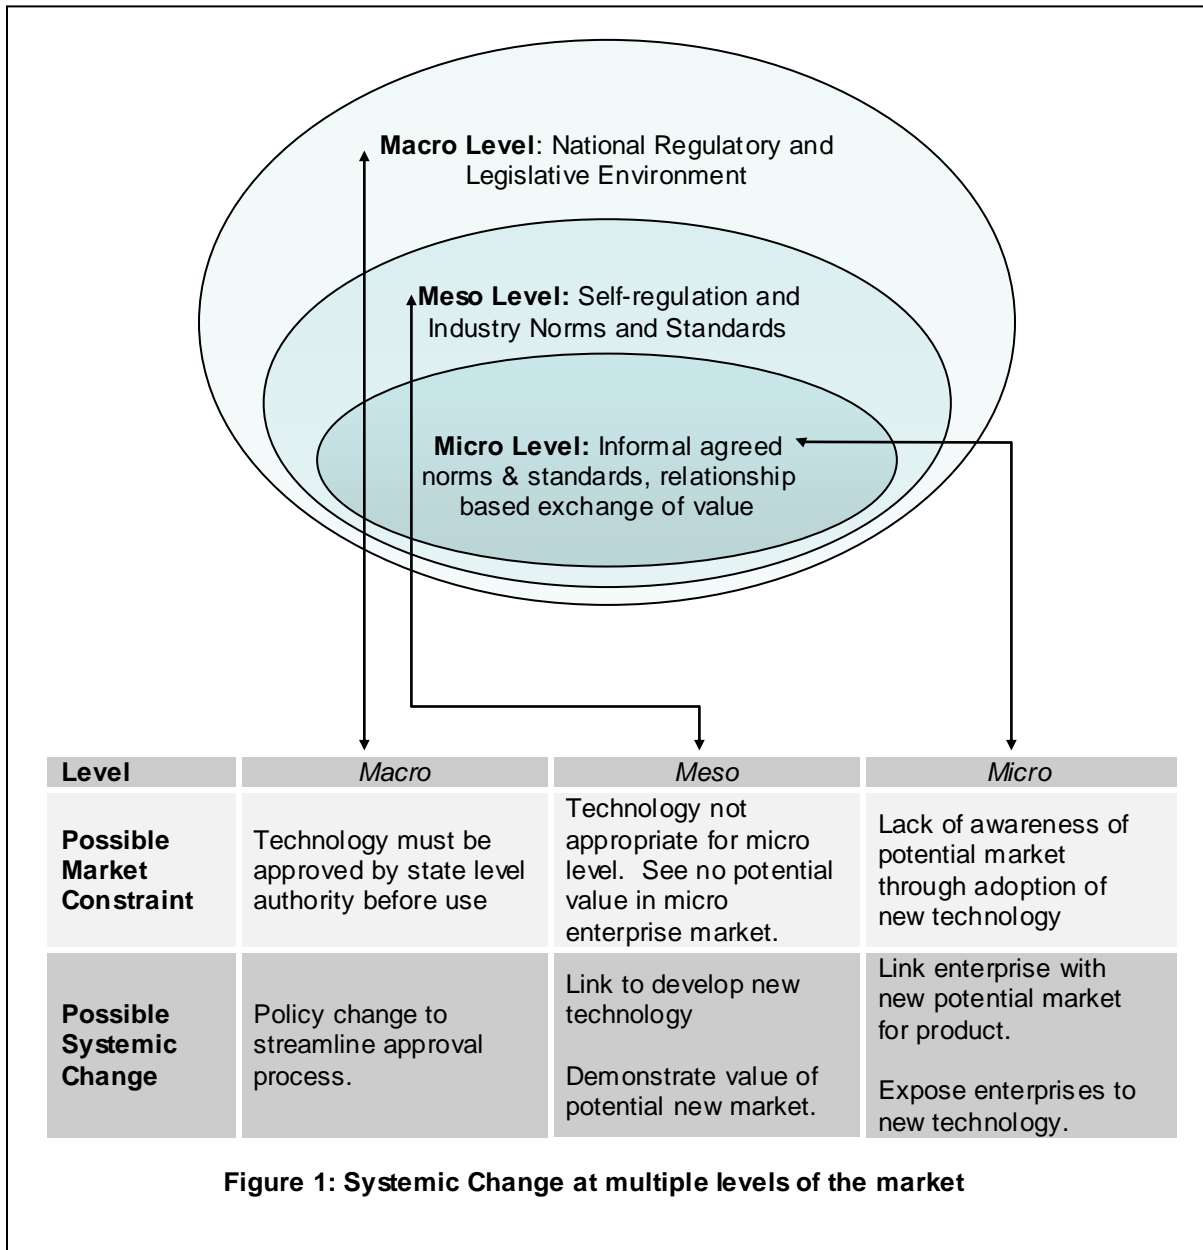 Macro Level: National Regulatory and
Legislative Environment
Meso Level: Self-regulation and
Industry Norms and Standards
Micro Level: Informal agreed
norms & standards, relationship
based exchange of value
Level
Macro
Meso
Micro
Possible
Market
Constraint
Technology must be
approved by state level
authority before use
Technology not
appropriate for micro
level. See no potential
value in micro
enterprise market.
Lack of awareness of
potential market
through adoption of
new technology
Possible
Systemic
Change
Policy change to
streamline approval
process.
Link to develop new
technology
Demonstrate value of
potential new market.
Link enterprise with
new potential market
for product.
Expose enterprises to
new technology.
Figure 1: Systemic Change at multiple levels of the market